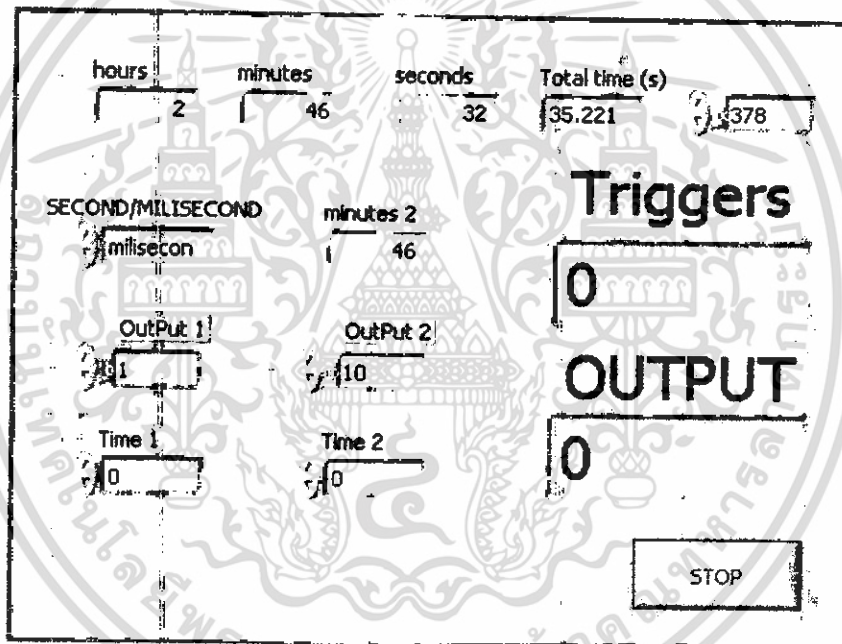 hours minutes seconds Total time (s)
2 46 32 35.221 378
Triggers
SECOND/MILISECOND minutes 2
milisecon 46
0
OutPut 1 OutPut 2
1 10
OUTPUT
Time 1 Time 2
0 0
0
STOP